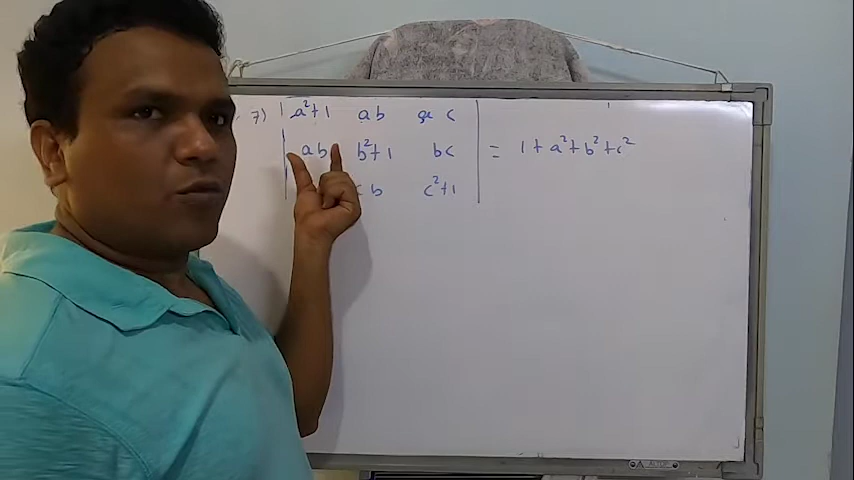 7) | a²+1 ab ac |
| ab b²+1 bc | = 1 + a² + b² + c²
| cb c²+1 |